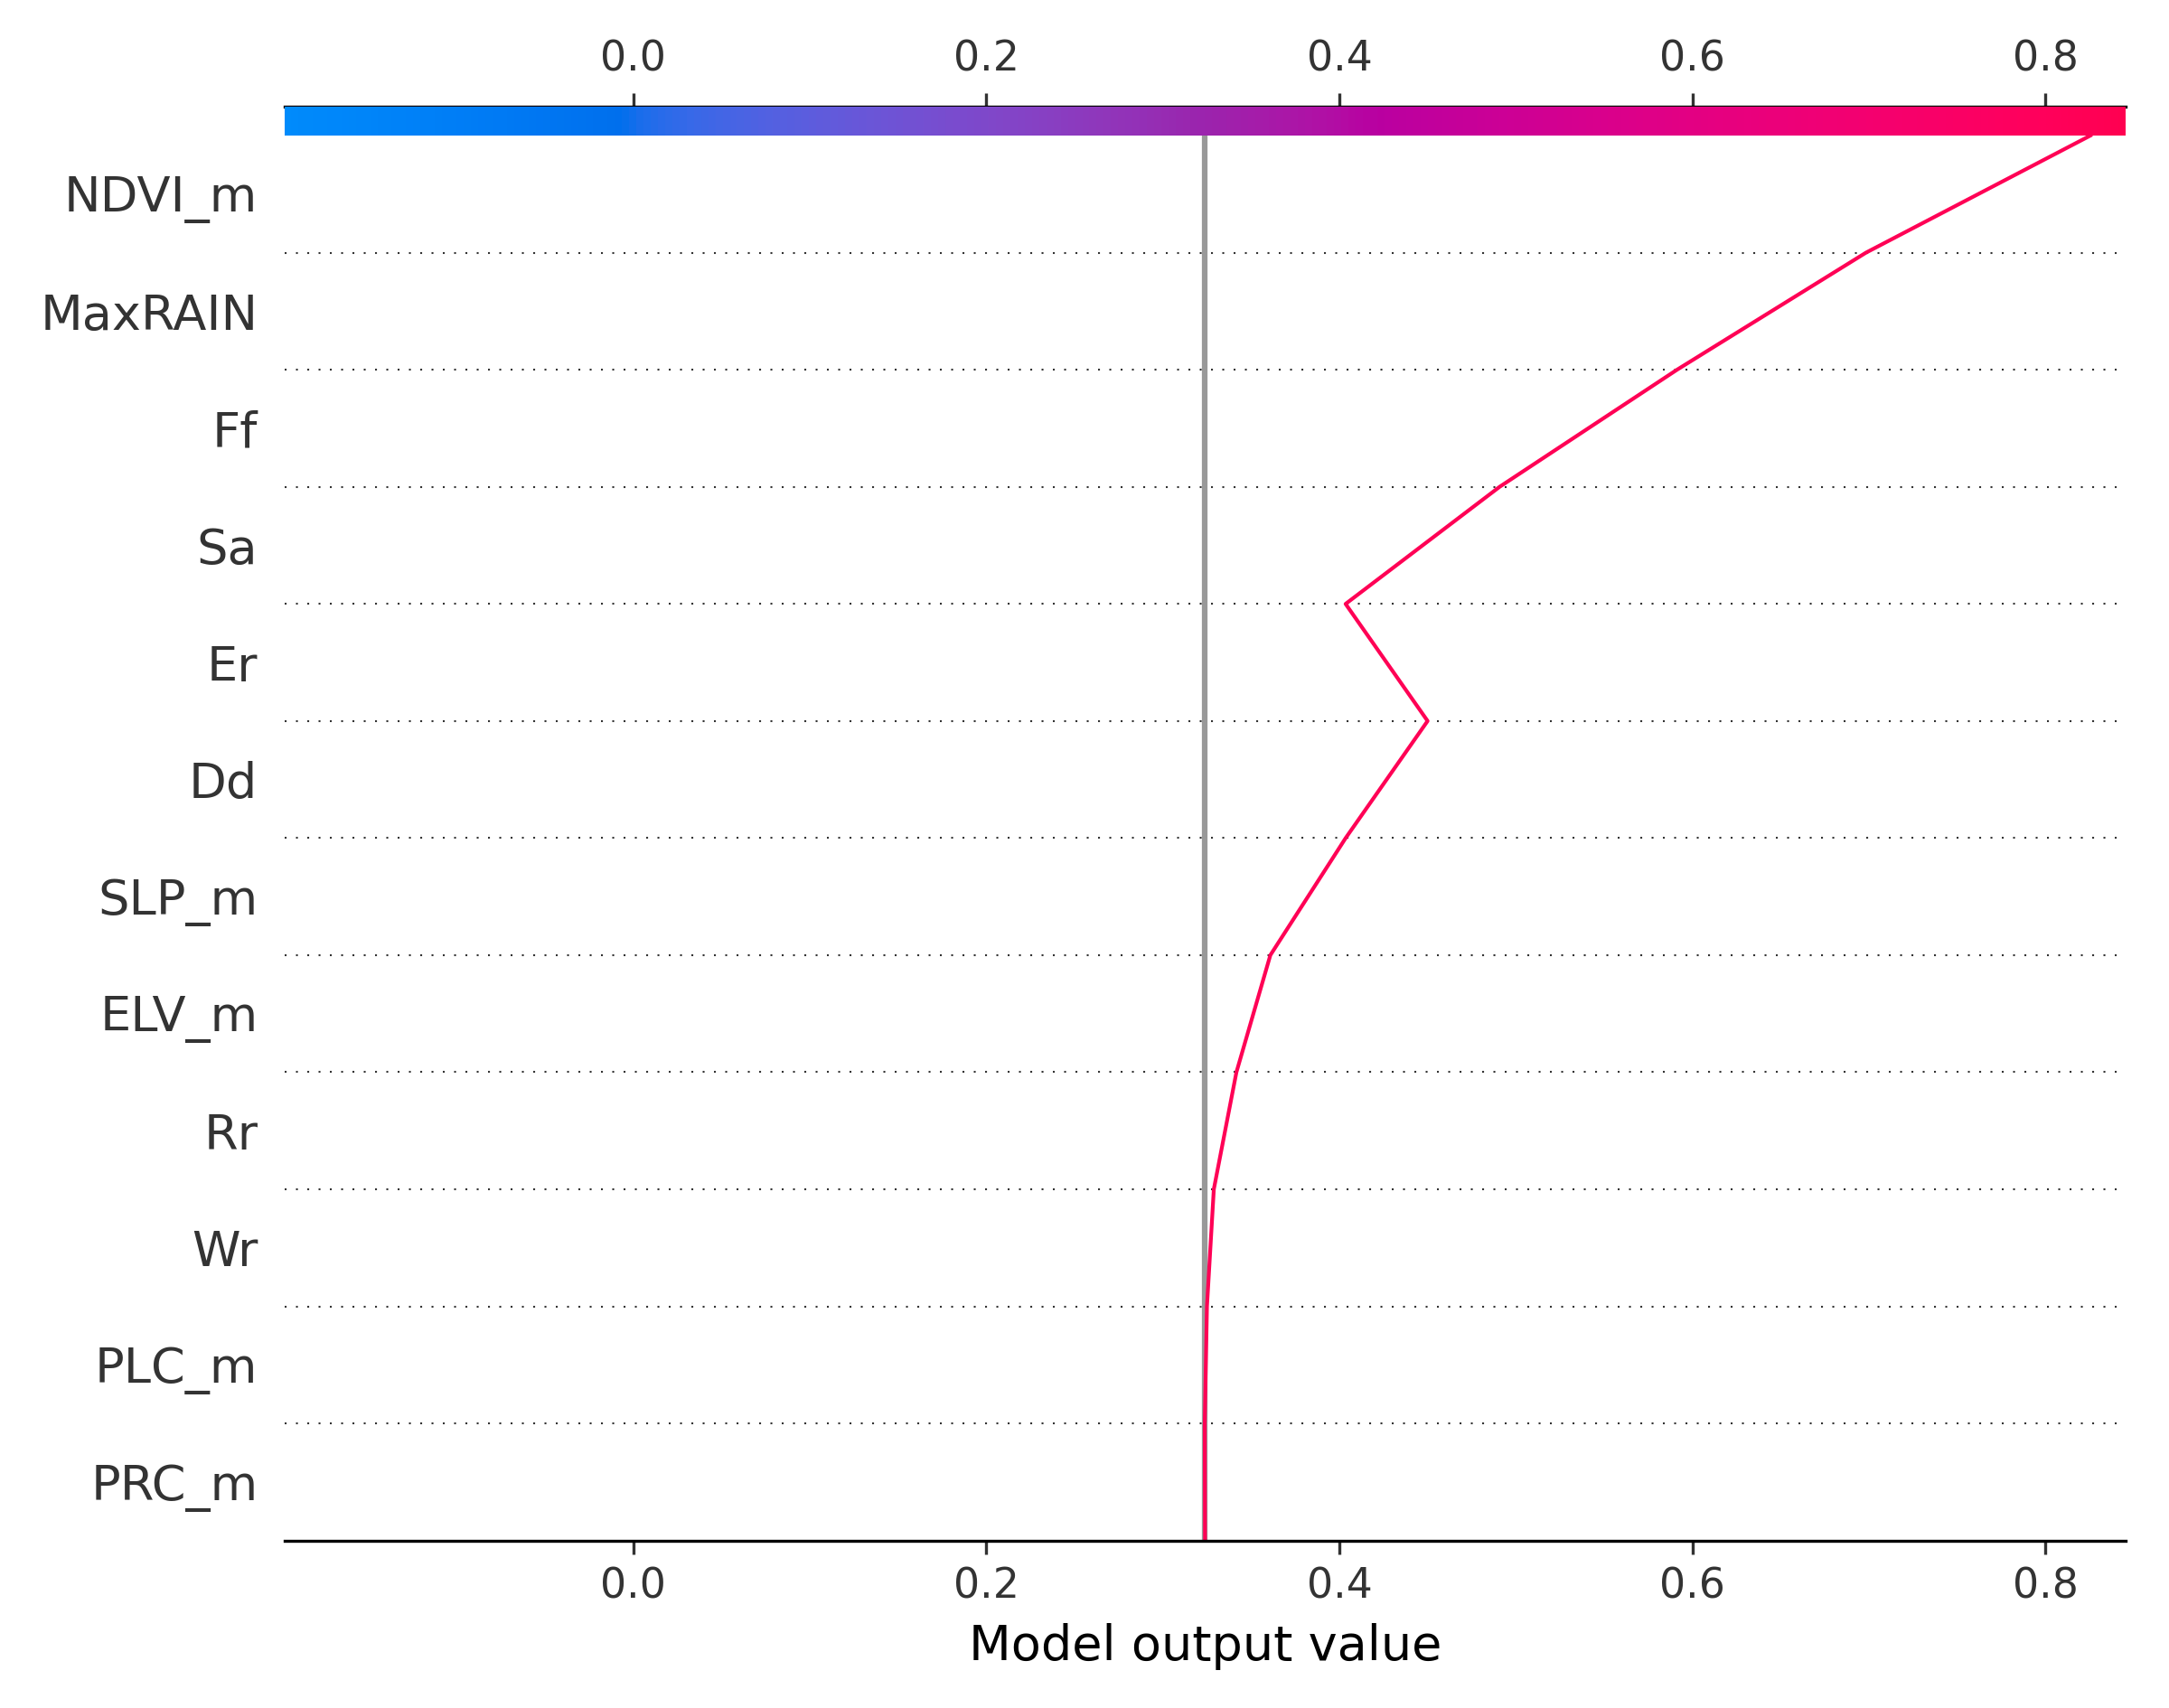 0.0 0.2 0.4 0.6 0.8
NDVI_m
MaxRAIN
Ff
Sa
Er
Dd
SLP_m
ELV_m
Rr
Wr
PLC_m
PRC_m
0.0 0.2 0.4 0.6 0.8
Model output value